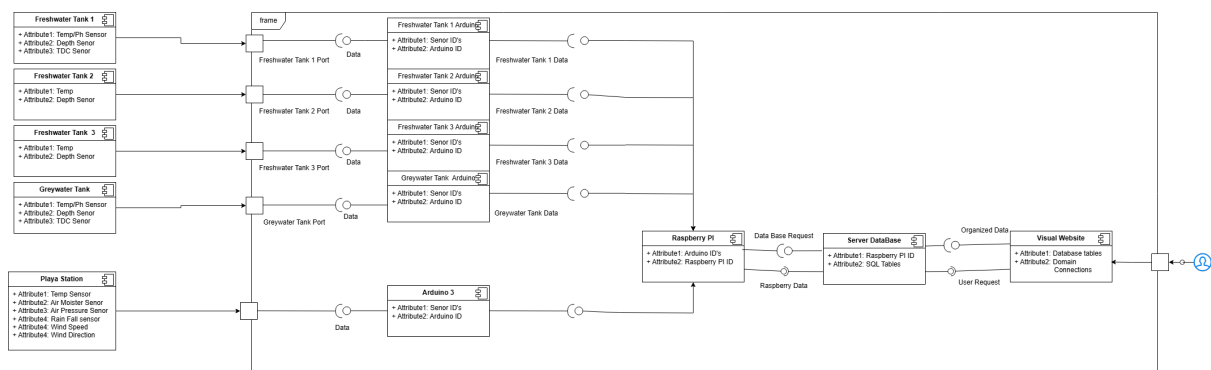 frame
Freshwater Tank 1
+ Attribute1: Temp/Ph Sensor
+ Attribute2: Depth Senor
+ Attribute3: TDC Senor
Freshwater Tank 1 Port
Data
Freshwater Tank 1 Arduino
+ Attribute1: Senor ID's
+ Attribute2: Arduino ID
Freshwater Tank 1 Data
Freshwater Tank 2
+ Attribute1: Temp
+ Attribute2: Depth Senor
Freshwater Tank 2 Port
Data
Freshwater Tank 2 Arduino
+ Attribute1: Senor ID's
+ Attribute2: Arduino ID
Freshwater Tank 2 Data
Freshwater Tank 3
+ Attribute1: Temp
+ Attribute2: Depth Senor
Freshwater Tank 3 Port
Data
Freshwater Tank 3 Arduino
+ Attribute1: Senor ID's
+ Attribute2: Arduino ID
Freshwater Tank 3 Data
Greywater Tank
+ Attribute1: Temp/Ph Sensor
+ Attribute2: Depth Senor
+ Attribute3: TDC Senor
Greywater Tank Port
Data
Greywater Tank Arduino
+ Attribute1: Senor ID's
+ Attribute2: Arduino ID
Greywater Tank Data
Raspberry PI
+ Attribute1: Arduino ID's
+ Attribute2: Raspberry PI ID
Data Base Request
Raspberry Data
Server DataBase
+ Attribute1: Raspberry PI ID
+ Attribute2: SQL Tables
Organized Data
User Request
Visual Website
+ Attribute1: Database tables
+ Attribute2: Domain
Connections
Playa Station
+ Attribute1: Temp Sensor
+ Attribute2: Air Moister Senor
+ Attribute3: Air Pressure Senor
+ Attribute4: Rain Fall sensor
+ Attribute4: Wind Speed
+ Attribute4: Wind Direction
Data
Arduino 3
+ Attribute1: Senor ID's
+ Attribute2: Arduino ID